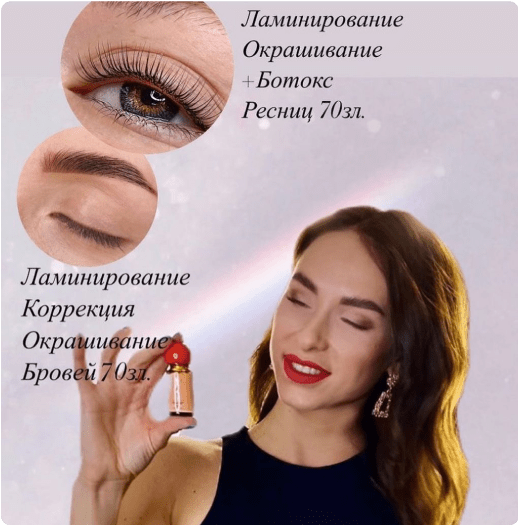 Ламинирование
Окрашивание
+Ботокс
Ресниц 70зл.
Ламинирование
Коррекция
Окрашивание
Бровей 70зл.